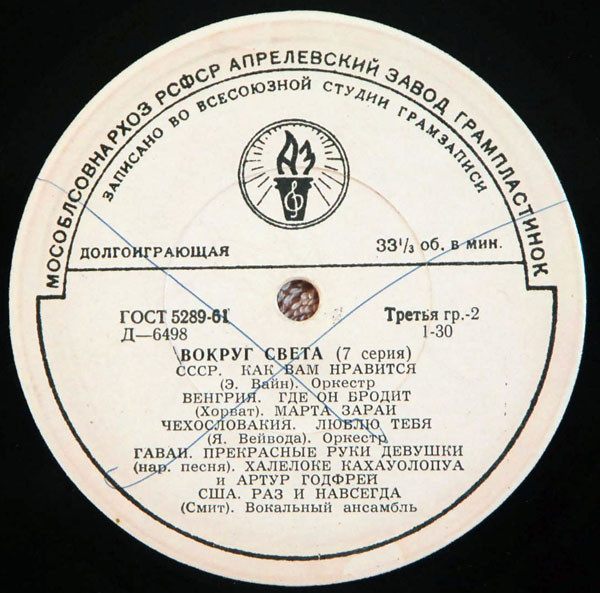 МОСОБЛСОВНАРХОЗ РСФСР АПРЕЛЕВСКИЙ ЗАВОД ГРАМПЛАСТИНОК
ЗАПИСАНО ВО ВСЕСОЮЗНОЙ СТУДИИ ГРАМЗАПИСИ
АЗ
ДОЛГОИГРАЮЩАЯ 33⅓ об. в мин.
ГОСТ 5289-61 Третья гр.-2
Д—6498 1-30
ВОКРУГ СВЕТА (7 серия)
СССР. КАК ВАМ НРАВИТСЯ
(Э. Вайн). Оркестр
ВЕНГРИЯ. ГДЕ ОН БРОДИТ
(Хорват). МАРТА ЗАРАИ
ЧЕХОСЛОВАКИЯ. ЛЮБЛЮ ТЕБЯ
(Я. Вейвода). Оркестр
ГАВАИ. ПРЕКРАСНЫЕ РУКИ ДЕВУШКИ
(нар. песня). ХАЛЕЛОКЕ КАХАУОЛОПУА
и АРТУР ГОДФРЕЙ
США. РАЗ И НАВСЕГДА
(Смит). Вокальный ансамбль